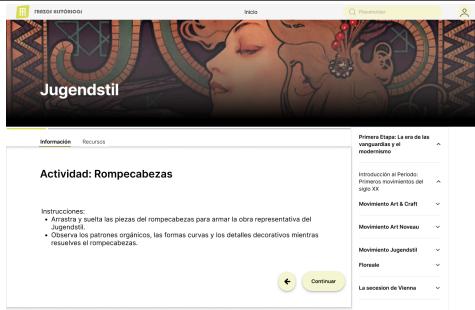 TRAZOS HISTÓRICOS
Inicio
Placeholder
Jugendstil
Información
Recursos
Actividad: Rompecabezas
Instrucciones:
• Arrastra y suelta las piezas del rompecabezas para armar la obra representativa del
Jugendstil.
• Observa los patrones orgánicos, las formas curvas y los detalles decorativos mientras
resuelves el rompecabezas.
Continuar
Primera Etapa: La era de las
vanguardias y el
modernismo
Introducción al Periodo:
Primeros movimientos del
siglo XX
Movimiento Art & Craft
Movimiento Art Noveau
Movimiento Jugendstil
Floreale
La secesion de Vienna